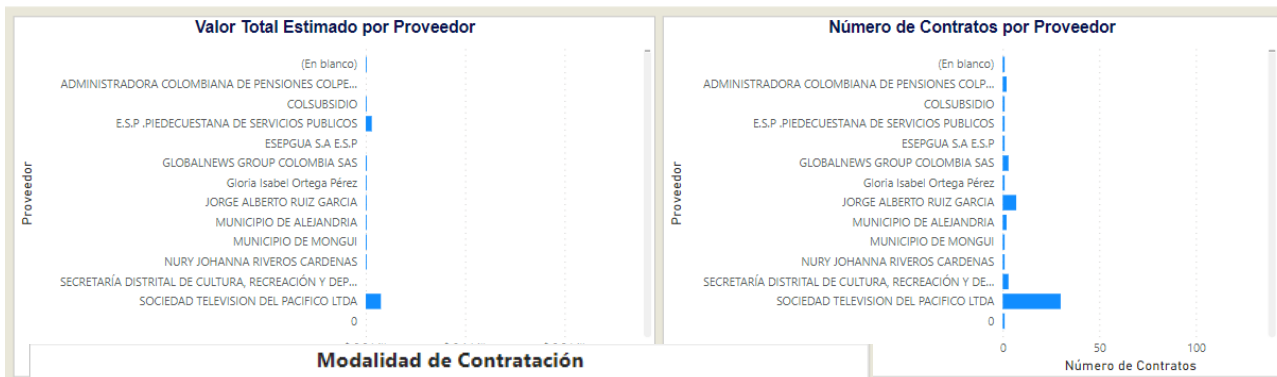 Valor Total Estimado por Proveedor
Proveedor
(En blanco)
ADMINISTRADORA COLOMBIANA DE PENSIONES COLPE...
COLSUBSIDIO
E.S.P .PIEDECUESTANA DE SERVICIOS PUBLICOS
ESEPGUA S.A E.S.P
GLOBALNEWS GROUP COLOMBIA SAS
Gloria Isabel Ortega Pérez
JORGE ALBERTO RUIZ GARCIA
MUNICIPIO DE ALEJANDRIA
MUNICIPIO DE MONGUI
NURY JOHANNA RIVEROS CARDENAS
SECRETARÍA DISTRITAL DE CULTURA, RECREACIÓN Y DEP...
SOCIEDAD TELEVISION DEL PACIFICO LTDA
0
Número de Contratos por Proveedor
Proveedor
(En blanco)
ADMINISTRADORA COLOMBIANA DE PENSIONES COLP...
COLSUBSIDIO
E.S.P .PIEDECUESTANA DE SERVICIOS PUBLICOS
ESEPGUA S.A E.S.P
GLOBALNEWS GROUP COLOMBIA SAS
Gloria Isabel Ortega Pérez
JORGE ALBERTO RUIZ GARCIA
MUNICIPIO DE ALEJANDRIA
MUNICIPIO DE MONGUI
NURY JOHANNA RIVEROS CARDENAS
SECRETARÍA DISTRITAL DE CULTURA, RECREACIÓN Y DE...
SOCIEDAD TELEVISION DEL PACIFICO LTDA
0
0 50 100
Número de Contratos
Modalidad de Contratación